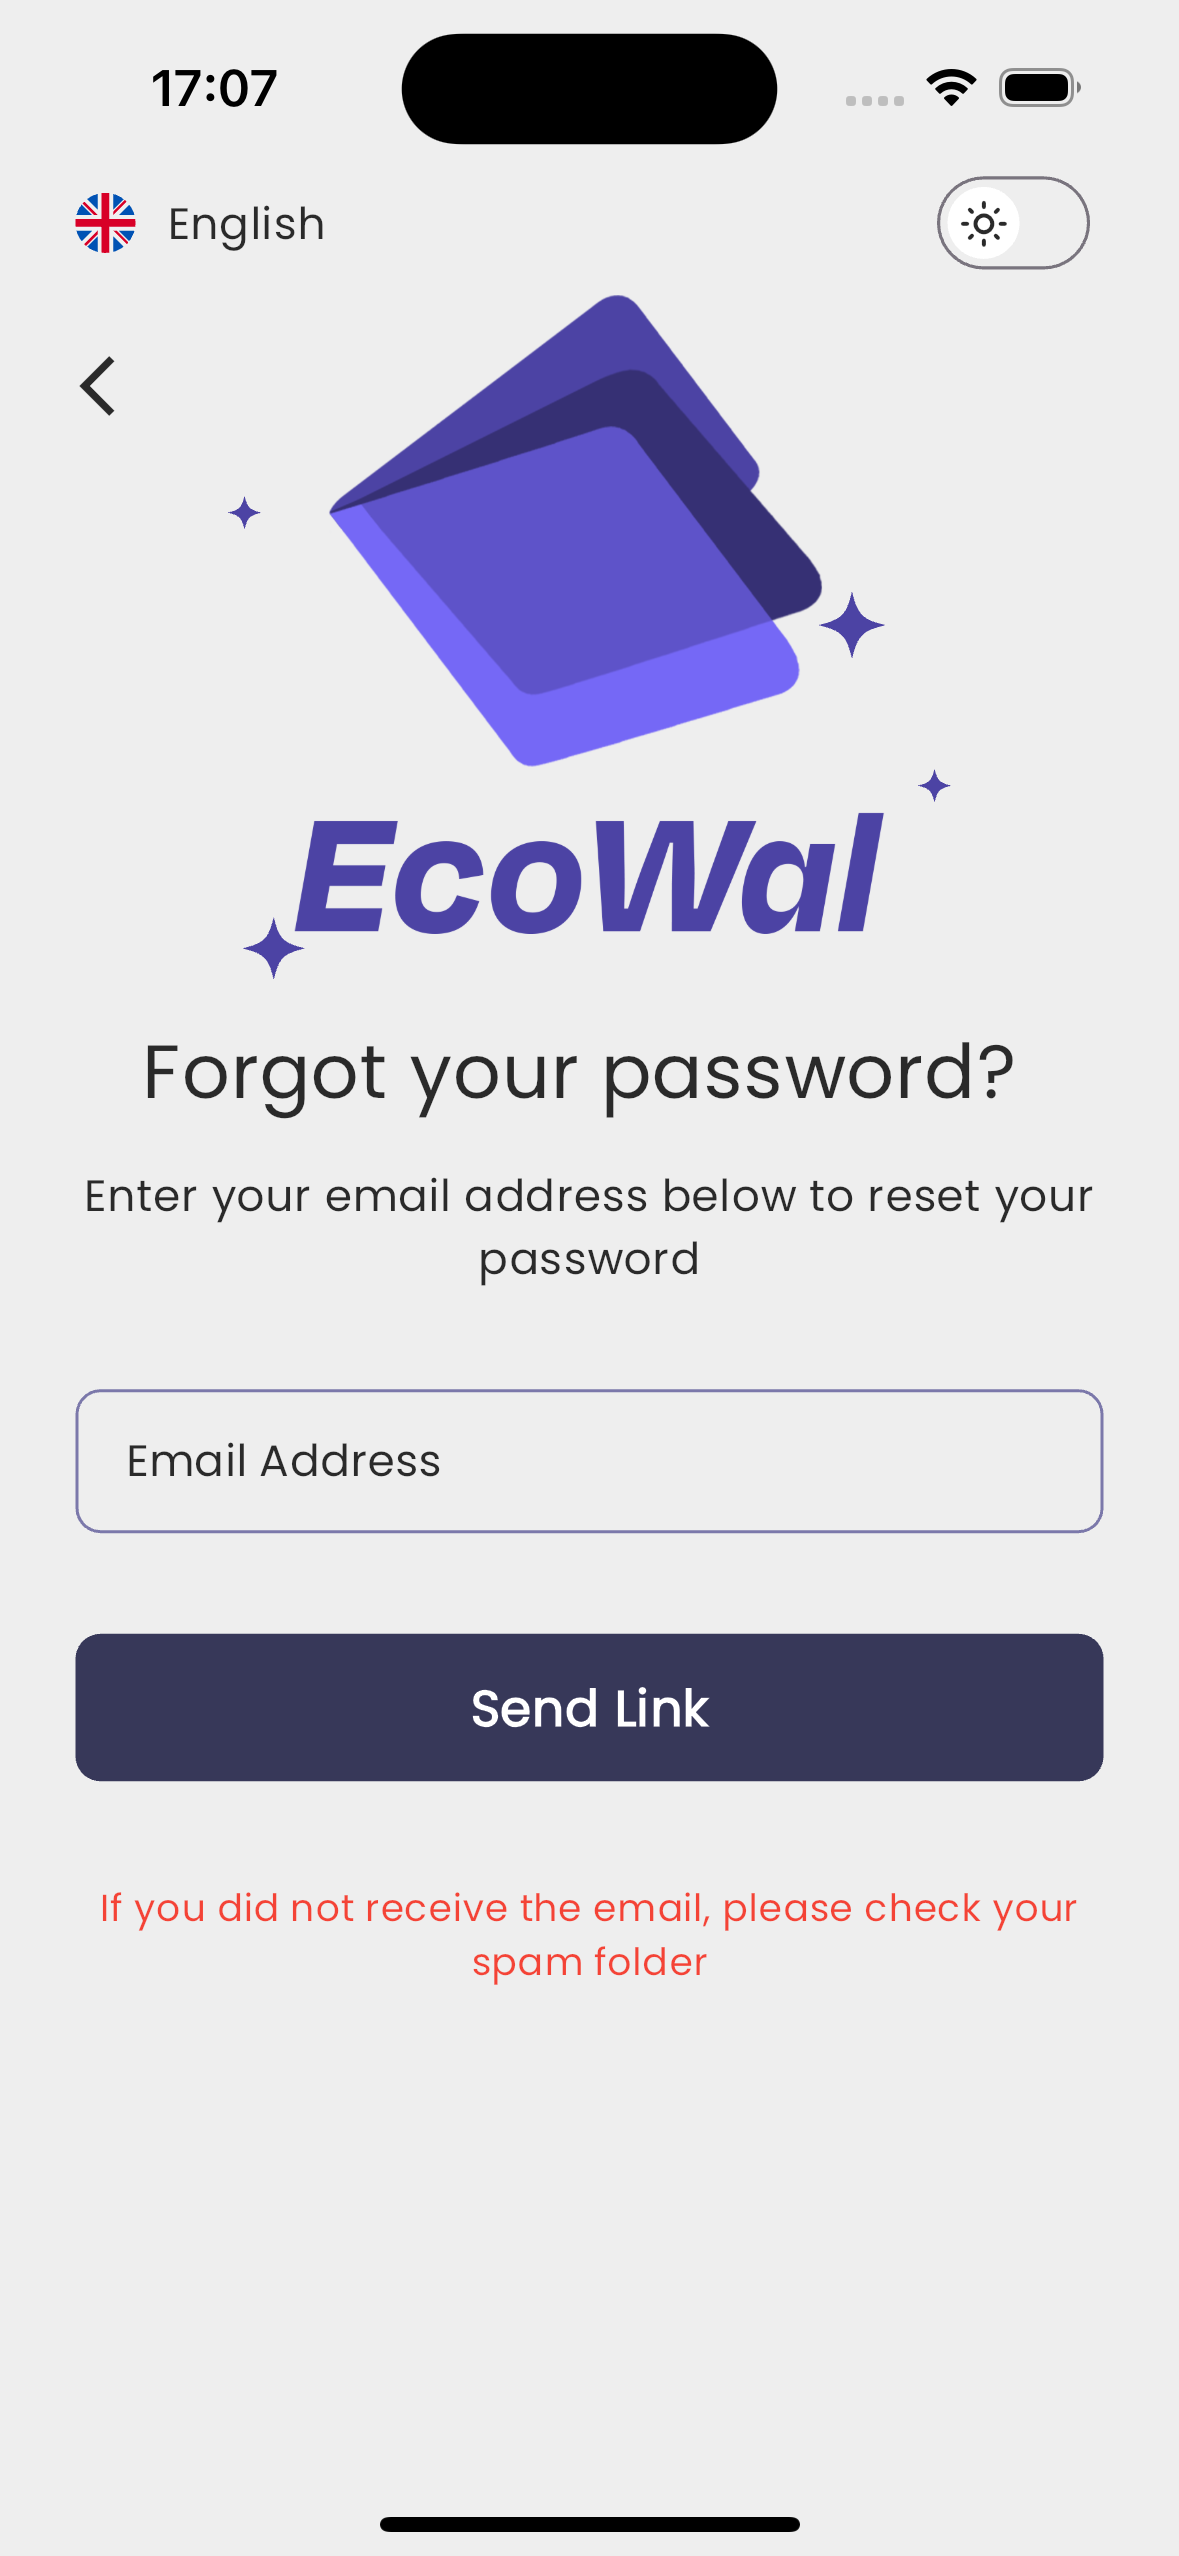 17:07
English
EcoWal
Forgot your password?
Enter your email address below to reset your
password
Email Address
Send Link
If you did not receive the email, please check your
spam folder